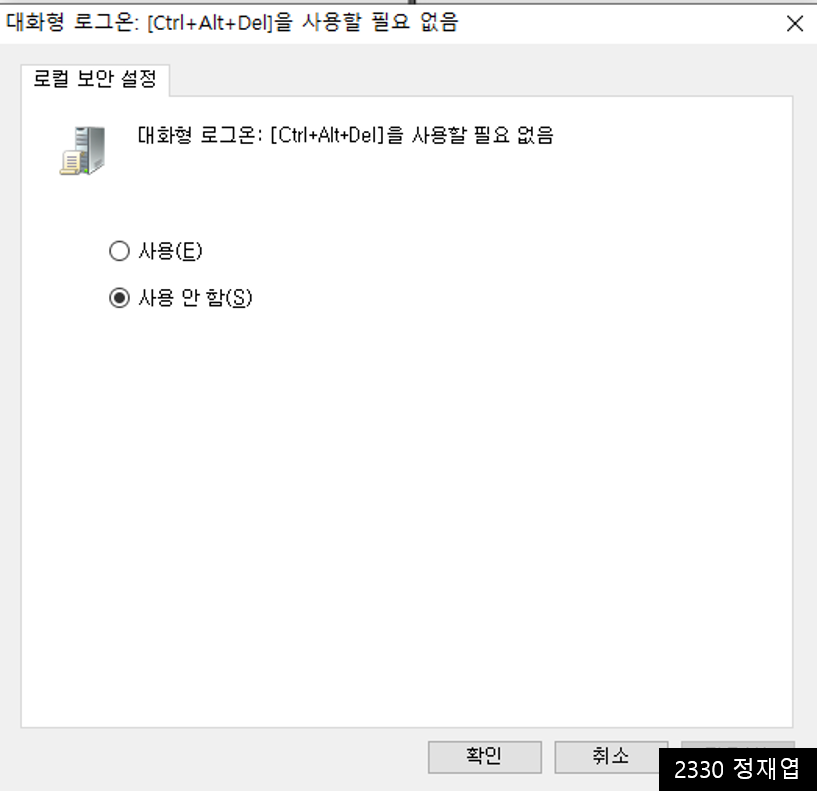 대화형 로그온: [Ctrl+Alt+Del]을 사용할 필요 없음
로컬 보안 설정
대화형 로그온: [Ctrl+Alt+Del]을 사용할 필요 없음
사용(E)
사용 안 함(S)
확인
취소
2330 정재엽